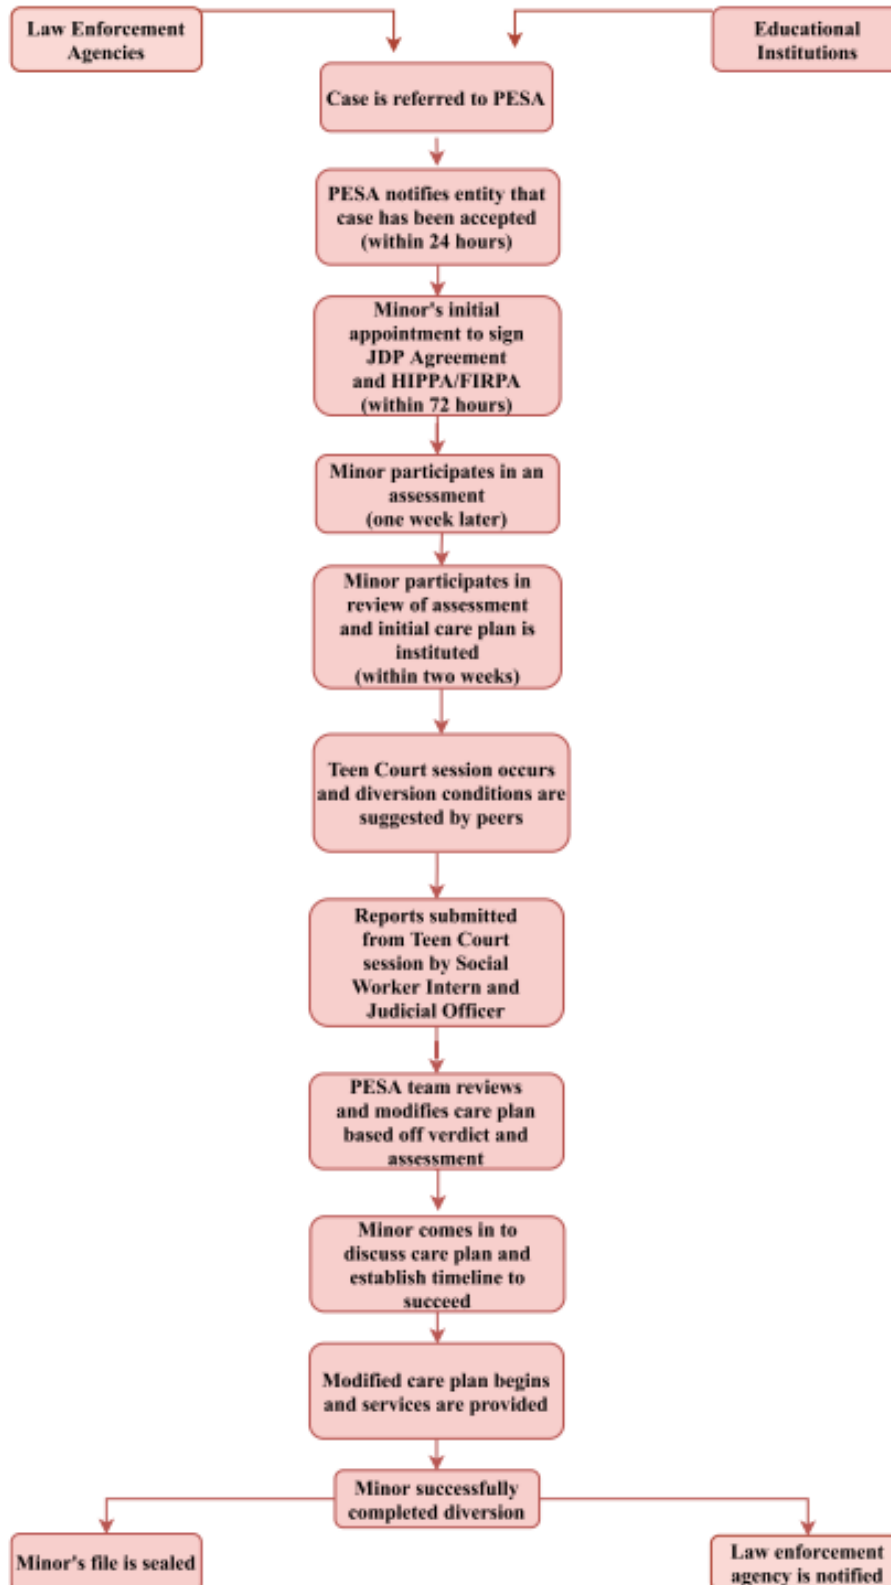 Law Enforcement
Agencies
Educational
Institutions
Case is referred to PESA
PESA notifies entity that
case has been accepted
(within 24 hours)
Minor's initial
appointment to sign
JDP Agreement
and HIPPA/FIRPA
(within 72 hours)
Minor participates in an
assessment
(one week later)
Minor participates in
review of assessment
and initial care plan is
instituted
(within two weeks)
Teen Court session occurs
and diversion conditions are
suggested by peers
Reports submitted
from Teen Court
session by Social
Worker Intern and
Judicial Officer
PESA team reviews
and modifies care plan
based off verdict and
assessment
Minor comes in to
discuss care plan and
establish timeline to
succeed
Modified care plan begins
and services are provided
Minor successfully
completed diversion
Minor's file is sealed
Law enforcement
agency is notified